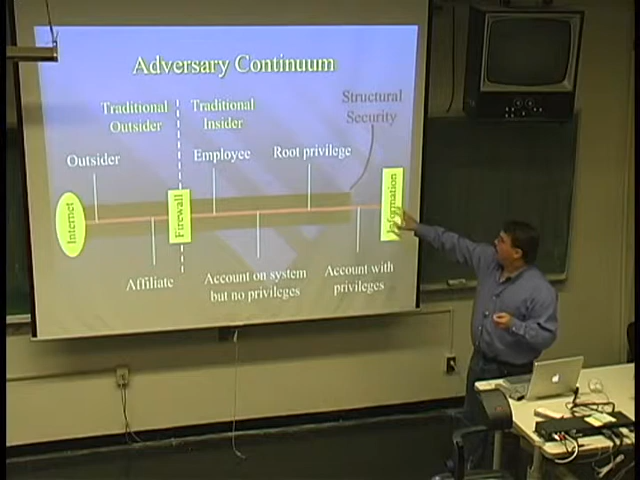 Adversary Continuum
Traditional
Outsider
Traditional
Insider
Structural
Security
Outsider
Employee
Root privilege
Internet
Firewall
Information
Affiliate
Account on system
but no privileges
Account with
privileges